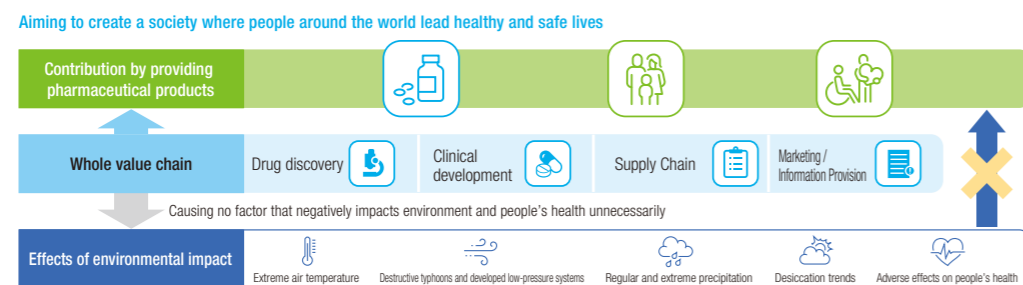 Aiming to create a society where people around the world lead healthy and safe lives
Contribution by providing
pharmaceutical products
Whole value chain
Drug discovery
Clinical
development
Supply Chain
Marketing /
Information Provision
Causing no factor that negatively impacts environment and people's health unnecessarily
Effects of environmental impact
Extreme air temperature
Destructive typhoons and developed low-pressure systems
Regular and extreme precipitation
Desiccation trends
Adverse effects on people's health